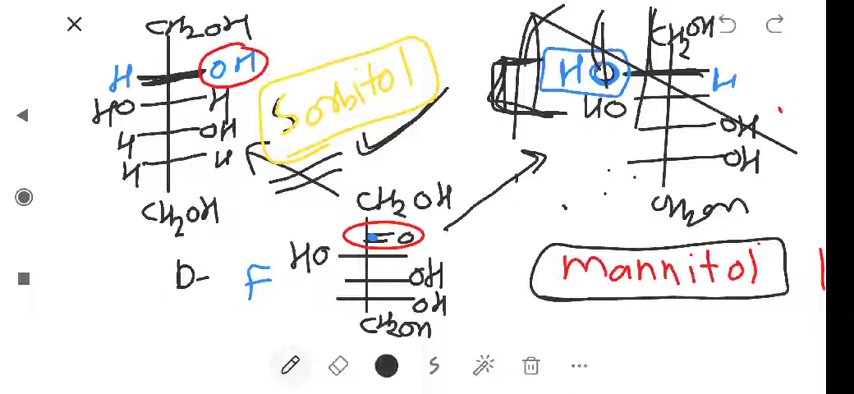 CH2OH
H OH
HO H
H OH
H H
CH2OH
Sorbitol
CH2OH
HO H
HO
OH
OH
CH2OH
CH2OH
=O
HO
OH
OH
CH2OH
D- F
mannitol
S